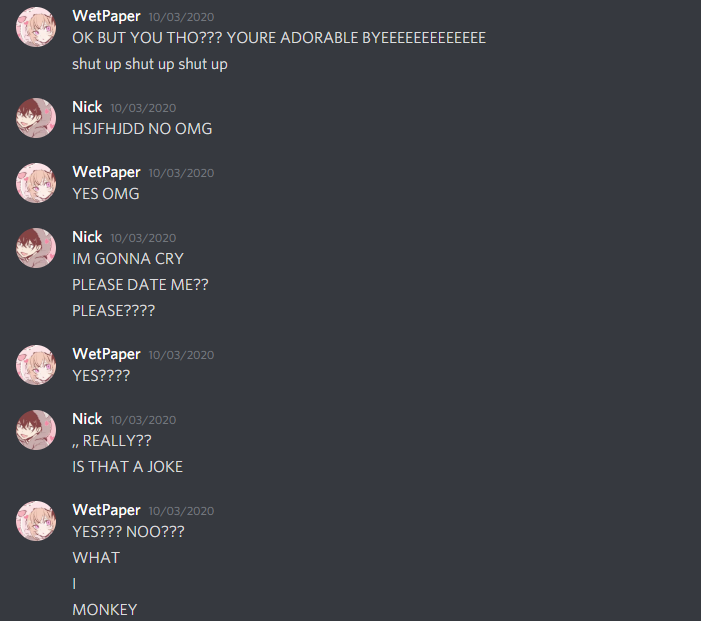 WetPaper 10/03/2020
OK BUT YOU THO??? YOURE ADORABLE BYEEEEEEEEEEEEE
shut up shut up shut up
Nick 10/03/2020
HSJFHJDD NO OMG
WetPaper 10/03/2020
YES OMG
Nick 10/03/2020
IM GONNA CRY
PLEASE DATE ME??
PLEASE????
WetPaper 10/03/2020
YES????
Nick 10/03/2020
,, REALLY??
IS THAT A JOKE
WetPaper 10/03/2020
YES??? NOO???
WHAT
I
MONKEY